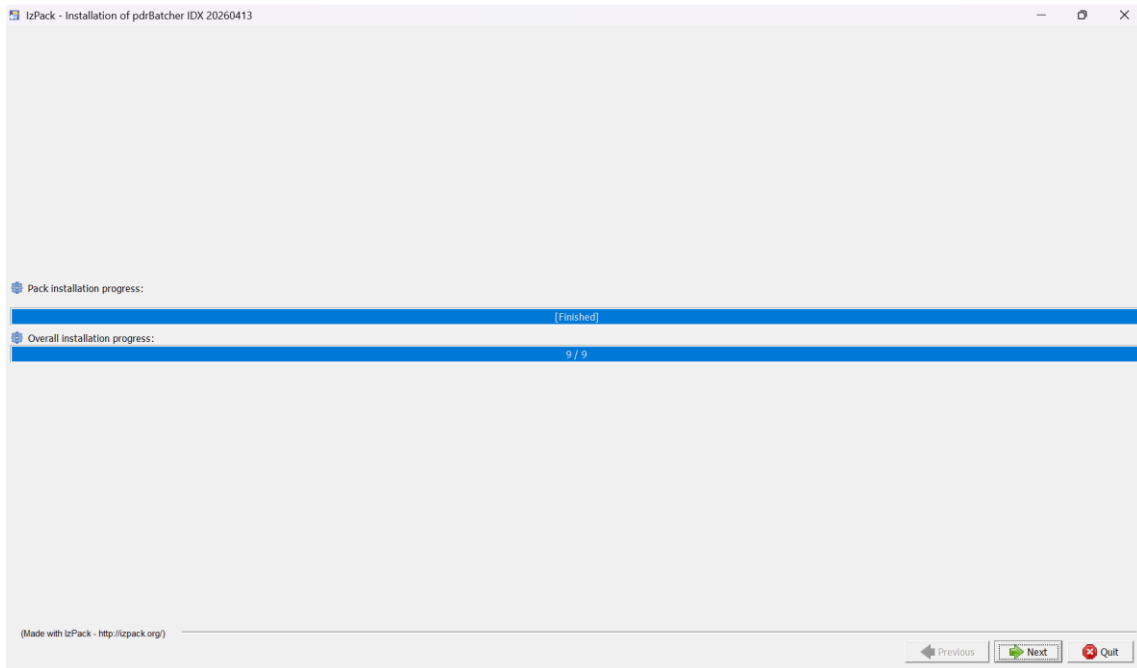 IzPack - Installation of pdrBatcher IDX 20260413
Pack installation progress:
[Finished]
Overall installation progress:
9 / 9
(Made with IzPack - http://izpack.org/)
Previous Next Quit